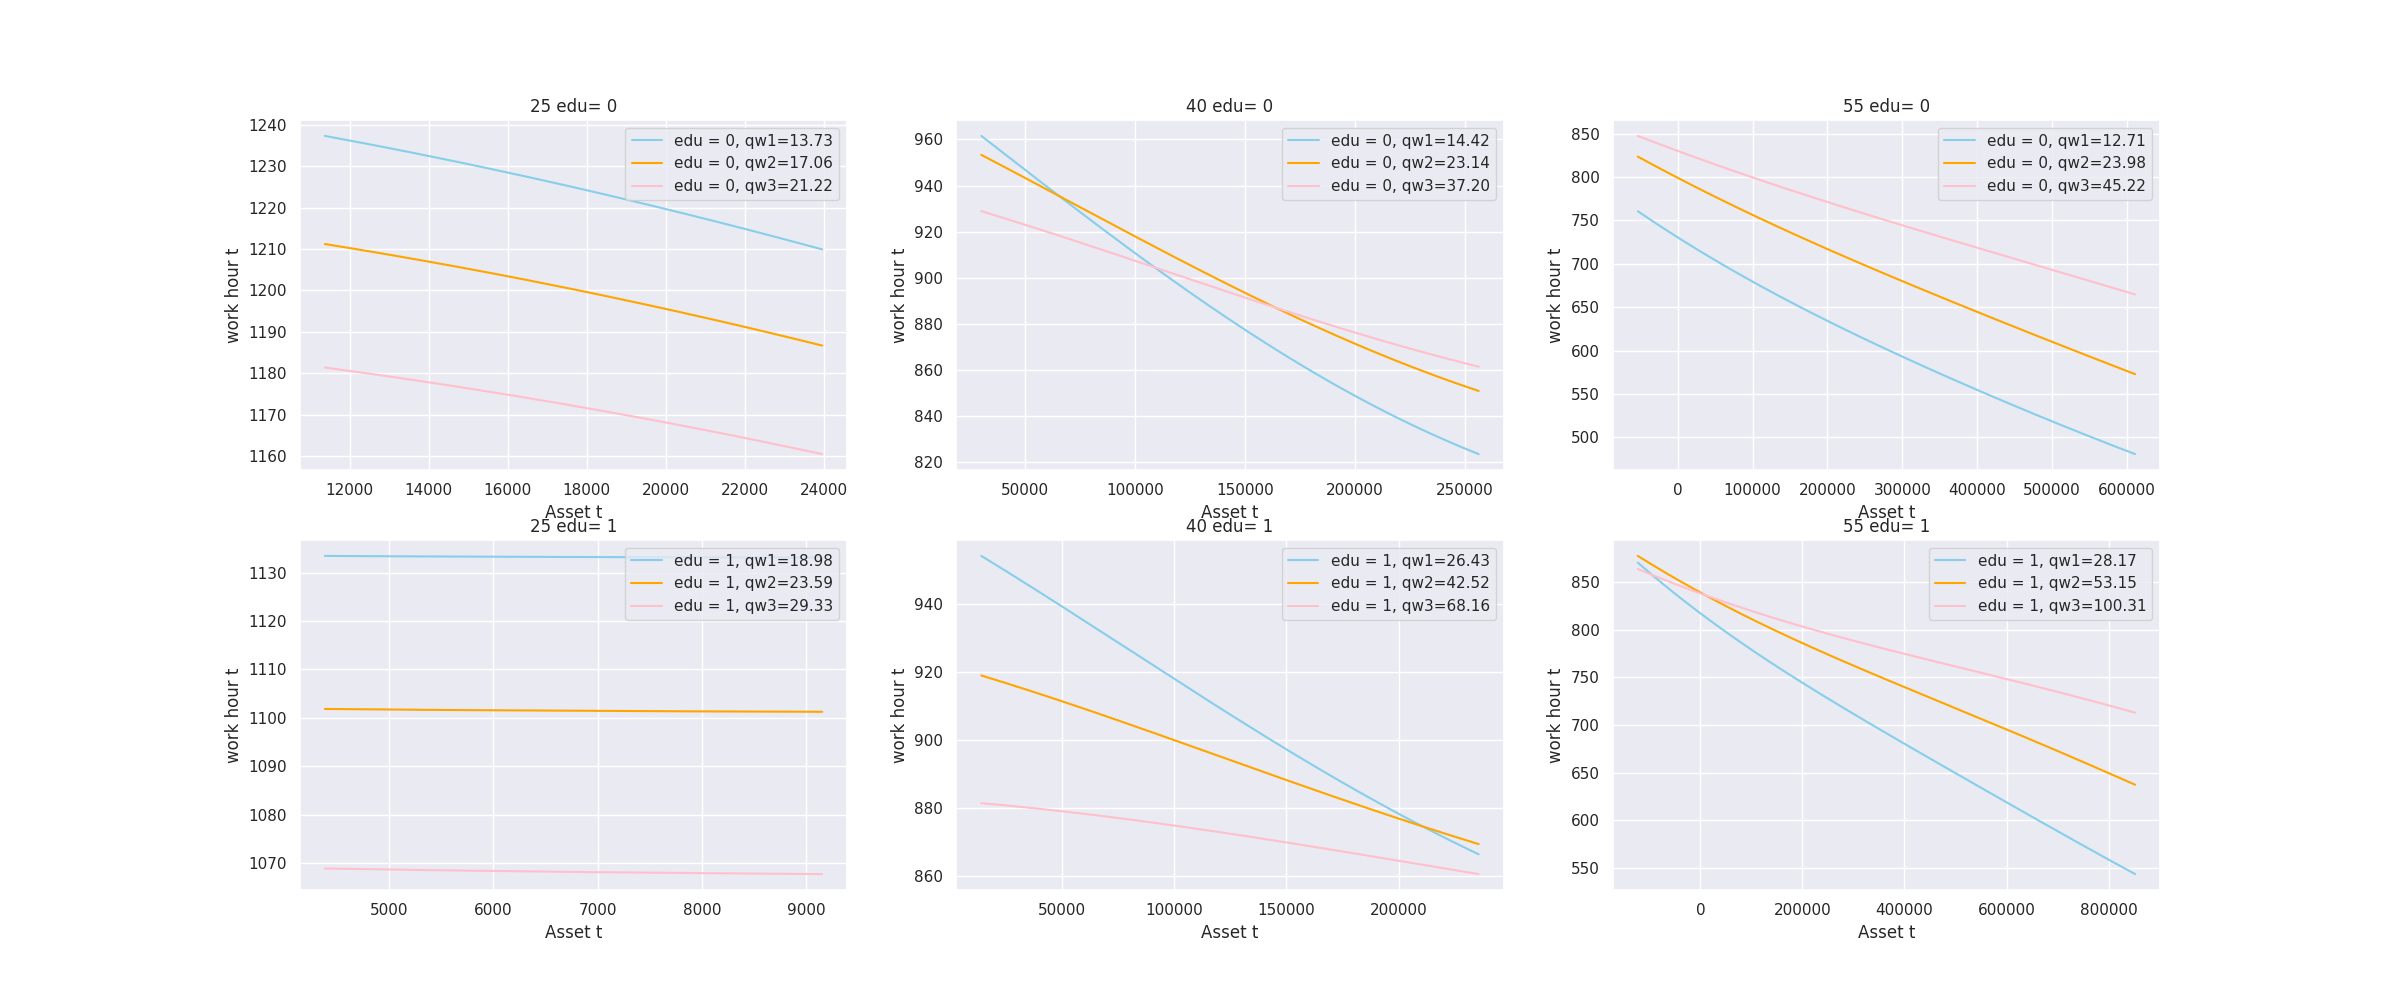 25 edu= 0
work hour t
1240
1230
1220
1210
1200
1190
1180
1170
1160
edu = 0, qw1=13.73
edu = 0, qw2=17.06
edu = 0, qw3=21.22
12000 14000 16000 18000 20000 22000 24000
Asset t
40 edu= 0
work hour t
960
940
920
900
880
860
840
820
edu = 0, qw1=14.42
edu = 0, qw2=23.14
edu = 0, qw3=37.20
50000 100000 150000 200000 250000
Asset t
55 edu= 0
work hour t
850
800
750
700
650
600
550
500
edu = 0, qw1=12.71
edu = 0, qw2=23.98
edu = 0, qw3=45.22
0 100000 200000 300000 400000 500000 600000
Asset t
25 edu= 1
work hour t
1130
1120
1110
1100
1090
1080
1070
edu = 1, qw1=18.98
edu = 1, qw2=23.59
edu = 1, qw3=29.33
5000 6000 7000 8000 9000
Asset t
40 edu= 1
work hour t
940
920
900
880
860
edu = 1, qw1=26.43
edu = 1, qw2=42.52
edu = 1, qw3=68.16
50000 100000 150000 200000
Asset t
55 edu= 1
work hour t
850
800
750
700
650
600
550
edu = 1, qw1=28.17
edu = 1, qw2=53.15
edu = 1, qw3=100.31
0 200000 400000 600000 800000
Asset t